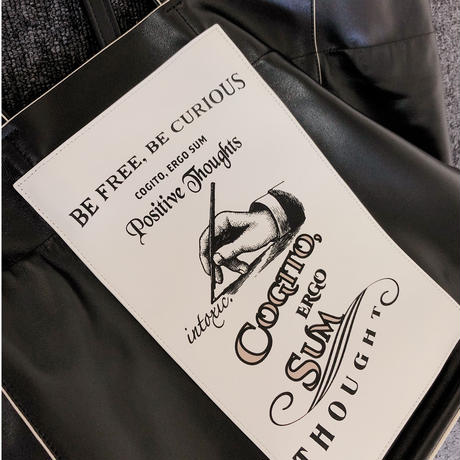 BE FREE, BE CURIOUS
COGITO, ERGO SUM
Positive Thoughts
intoxic.
COGITO,
ERGO
SUM
THOUGHT